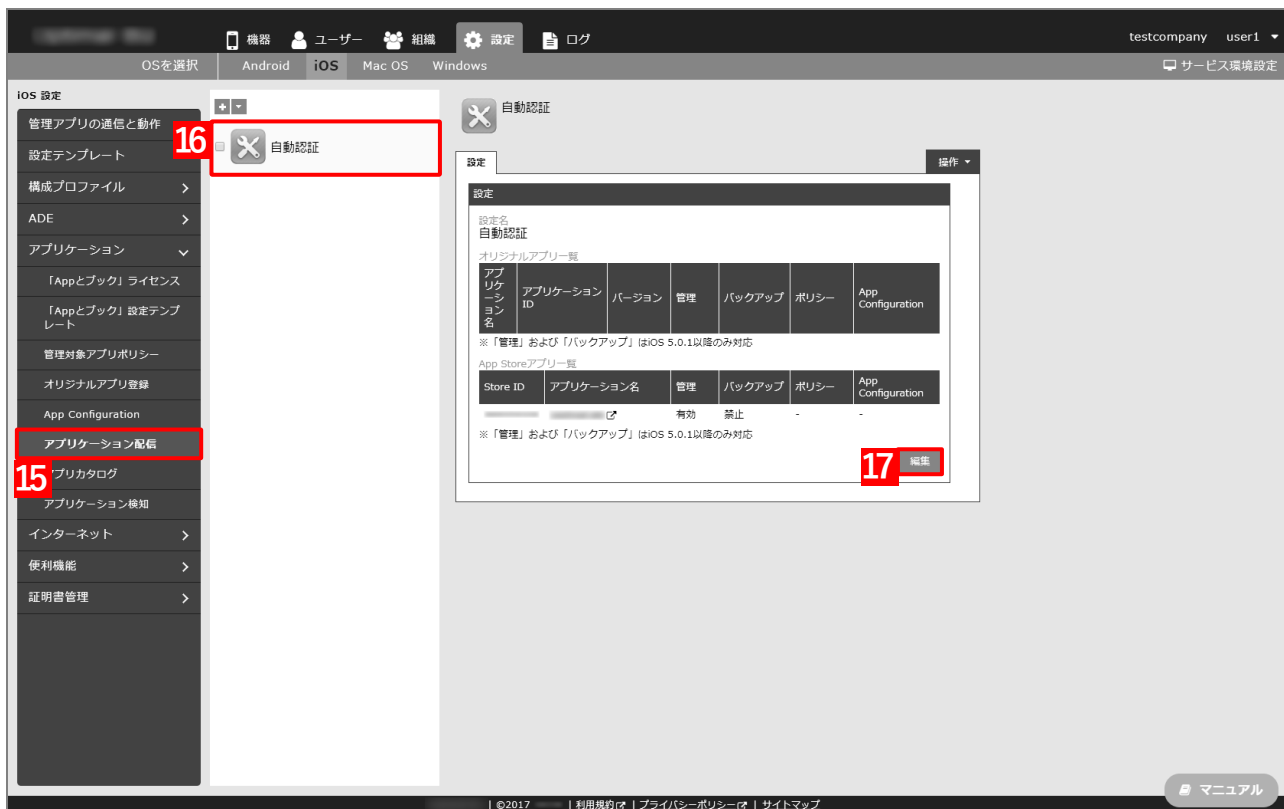 機器 ユーザー 組織 設定 ログ
testcompany user1
OSを選択 Android iOS Mac OS Windows
サービス環境設定
iOS 設定
管理アプリの通信と動作
設定テンプレート
構成プロファイル
ADE
アプリケーション
「Appとブック」ライセンス
「Appとブック」設定テンプ
レート
管理対象アプリポリシー
オリジナルアプリ登録
App Configuration
アプリケーション配信
15
プリカタログ
アプリケーション検知
インターネット
便利機能
証明書管理
16
自動認証
自動認証
設定
操作
設定
設定名
自動認証
オリジナルアプリ一覧
アプ
リケ
ーシ
ョン
名
アプリケーション
ID
バージョン
管理
バックアップ
ポリシー
App
Configuration
※「管理」および「バックアップ」はiOS 5.0.1以降のみ対応
App Storeアプリ一覧
Store ID
アプリケーション名
管理
バックアップ
ポリシー
App
Configuration
有効 禁止 - -
※「管理」および「バックアップ」はiOS 5.0.1以降のみ対応
17
編集
マニュアル
| ©2017 | 利用規約 | プライバシーポリシー | サイトマップ